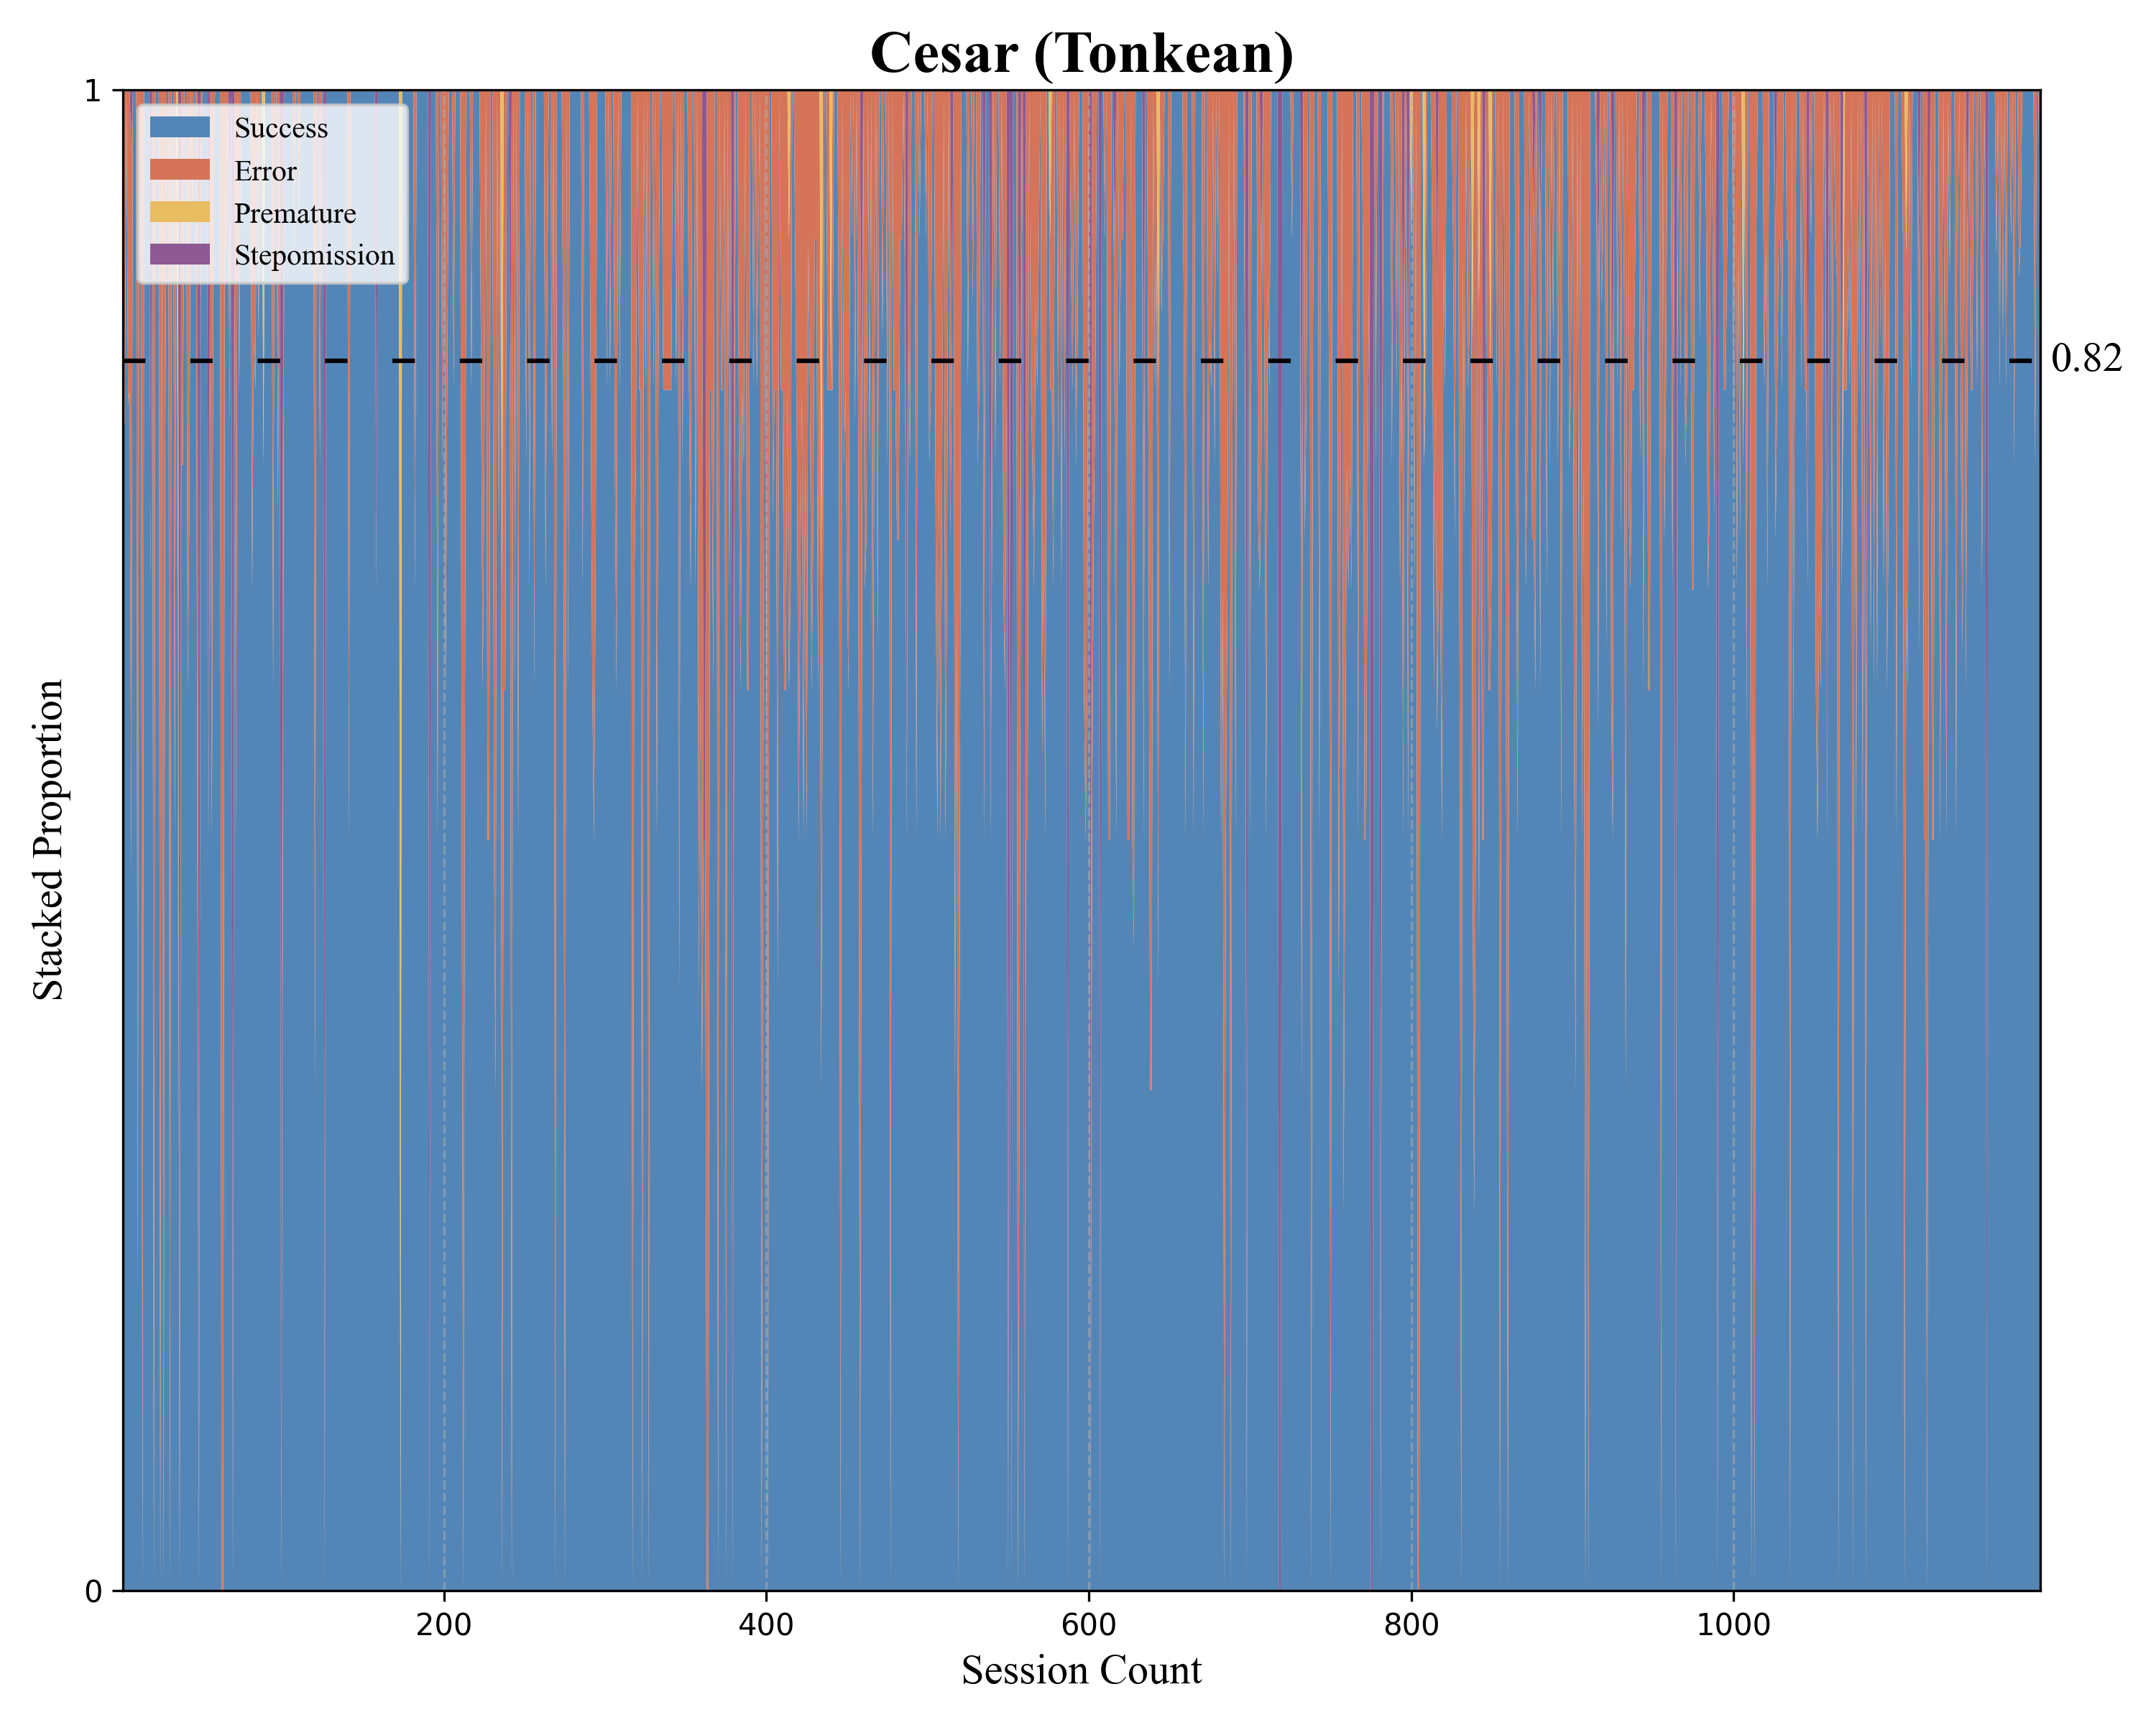 Cesar (Tonkean)
1
Success
Error
Premature
Stepomission
0.82
Stacked Proportion
0
200 400 600 800 1000
Session Count